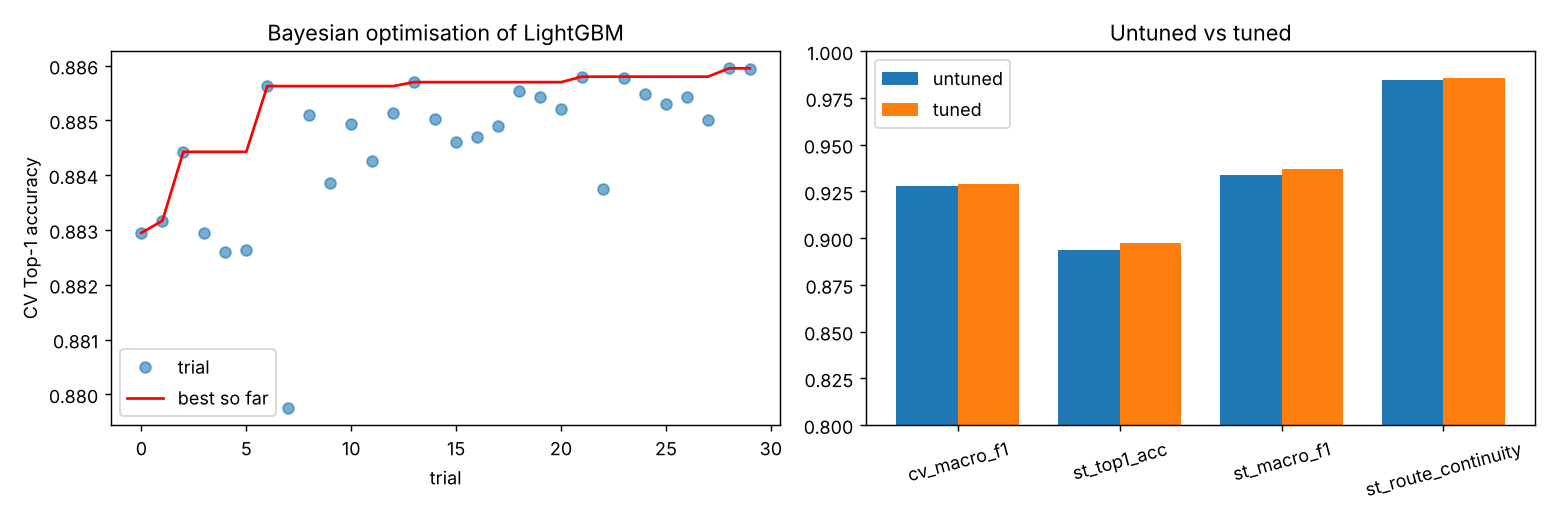 Bayesian optimisation of LightGBM
CV Top-1 accuracy
0.886
0.885
0.884
0.883
0.882
0.881
0.880
trial
best so far
0
5
10
15
20
25
30
trial
Untuned vs tuned
1.000
0.975
0.950
0.925
0.900
0.875
0.850
0.825
0.800
untuned
tuned
cv_macro_f1
st_top1_acc
st_macro_f1
st_route_continuity